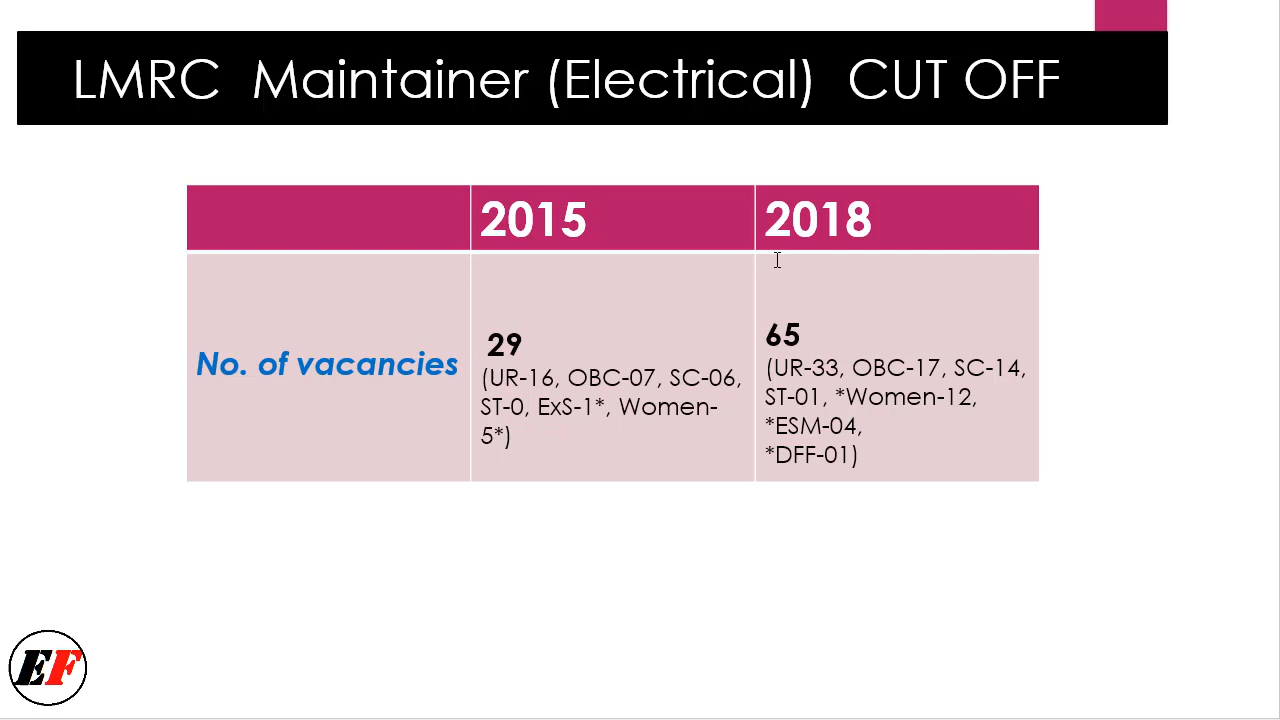 LMRC Maintainer (Electrical) CUT OFF
2015
2018
No. of vacancies
29
(UR-16, OBC-07, SC-06,
ST-0, ExS-1*, Women-
5*)
65
(UR-33, OBC-17, SC-14,
ST-01, *Women-12,
*ESM-04,
*DFF-01)
EF